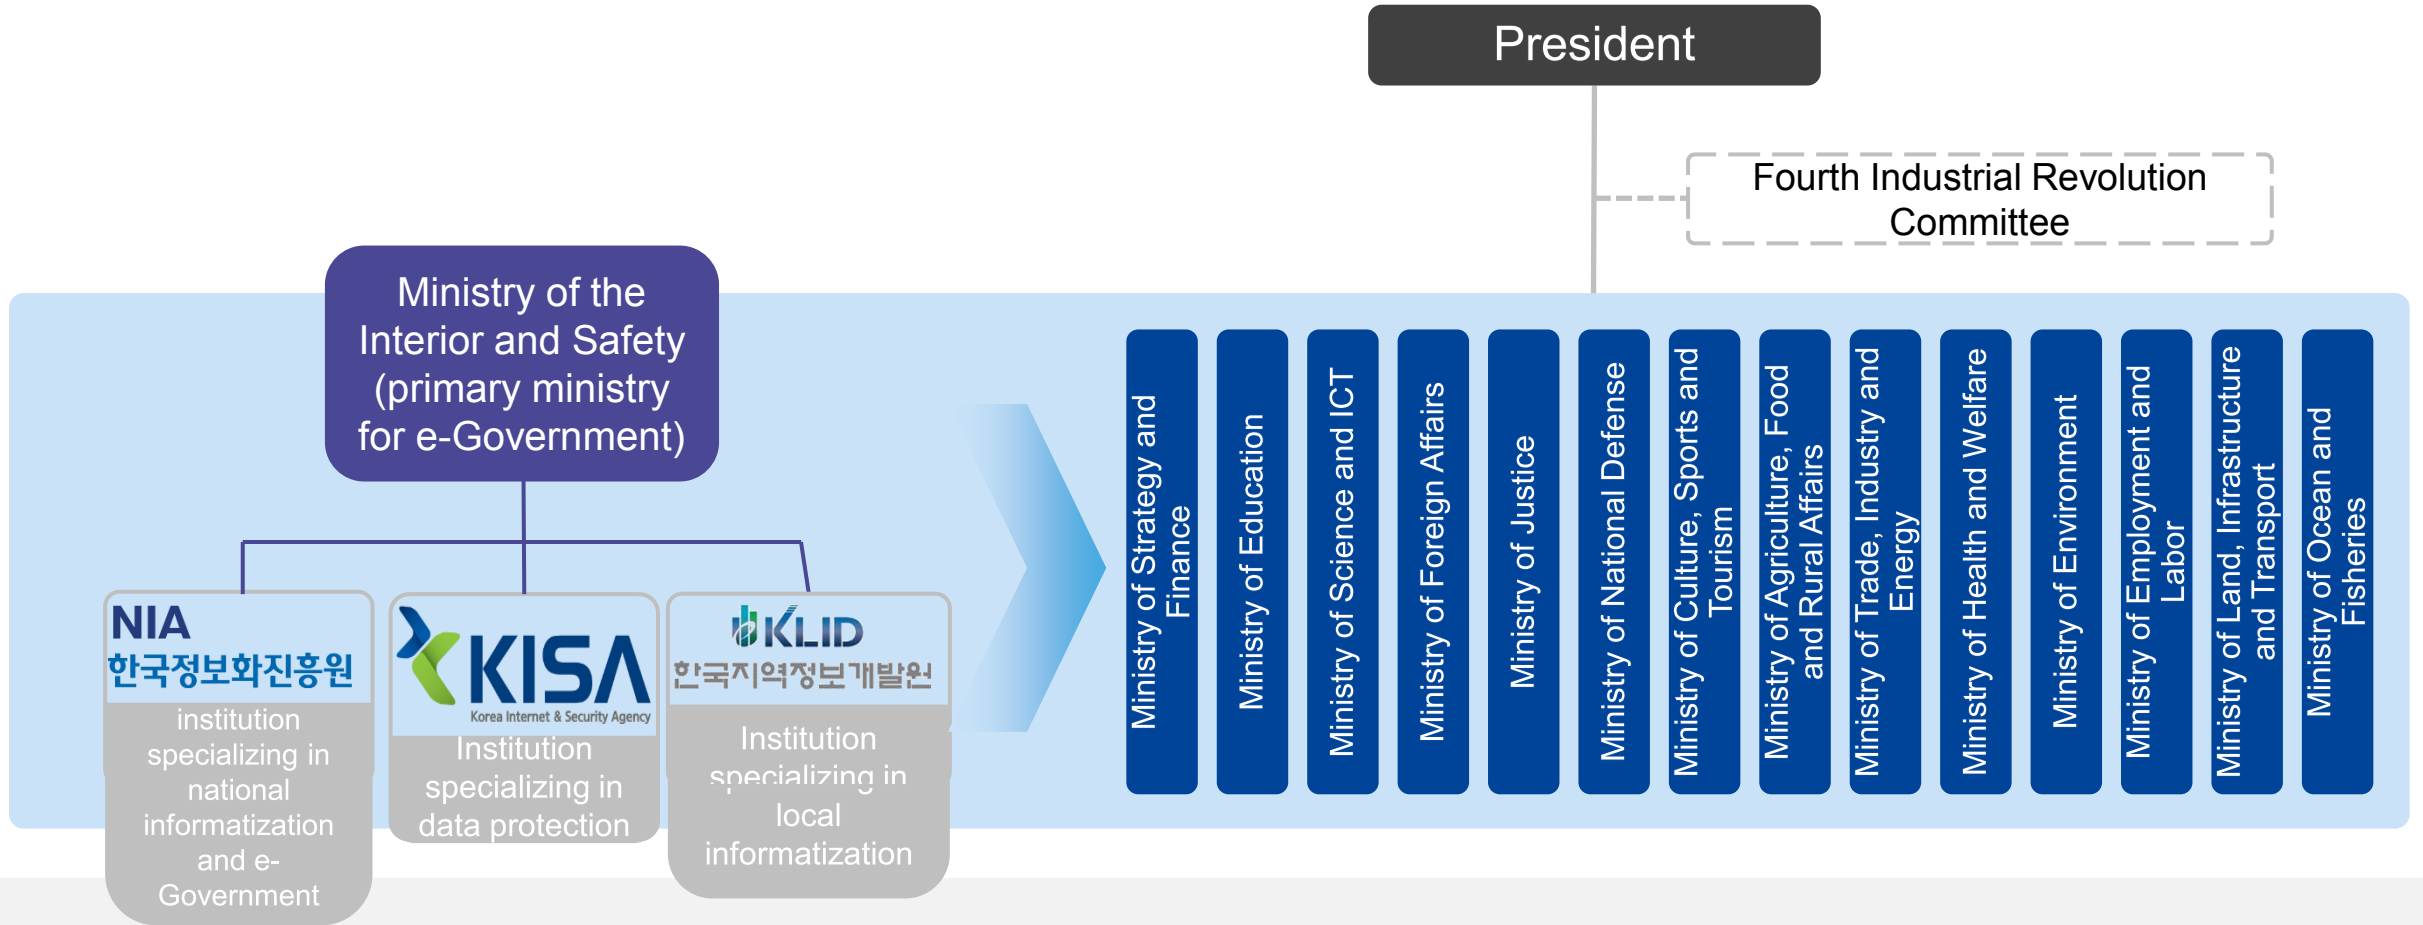 President
Fourth Industrial Revolution
Committee
Ministry of the
Interior and Safety
(primary ministry
for e-Government)
NIA
한국정보화진흥원
institution
specializing in
national
informatization
and e-
Government
KISA
Korea Internet & Security Agency
Institution
specializing in
data protection
KLID
한국지역정보개발원
Institution
specializing in
local
informatization
Ministry of Strategy and
Finance
Ministry of Education
Ministry of Science and ICT
Ministry of Foreign Affairs
Ministry of Justice
Ministry of National Defense
Ministry of Culture, Sports and
Tourism
Ministry of Agriculture, Food
and Rural Affairs
Ministry of Trade, Industry and
Energy
Ministry of Health and Welfare
Ministry of Environment
Ministry of Employment and
Labor
Ministry of Land, Infrastructure
and Transport
Ministry of Ocean and
Fisheries